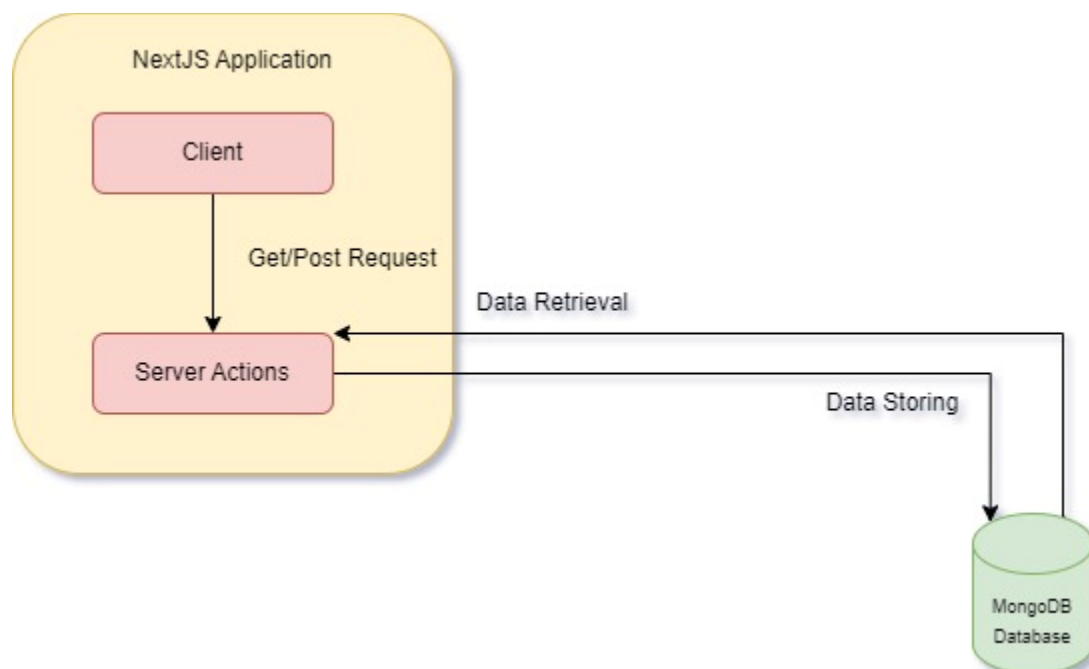 NextJS Application
Client
Get/Post Request
Data Retrieval
Server Actions
Data Storing
MongoDB
Database